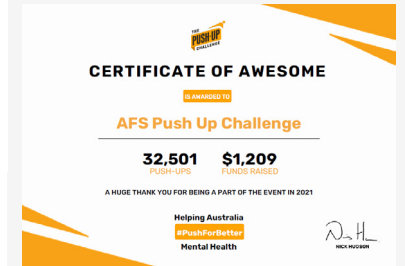 THE
PUSH-UP
CHALLENGE
CERTIFICATE OF AWESOME
IS AWARDED TO
AFS Push Up Challenge
32,501 $1,209
PUSH-UPS FUNDS RAISED
A HUGE THANK YOU FOR BEING A PART OF THE EVENT IN 2021
Helping Australia
#PushForBetter
Mental Health
NICK HUDSON